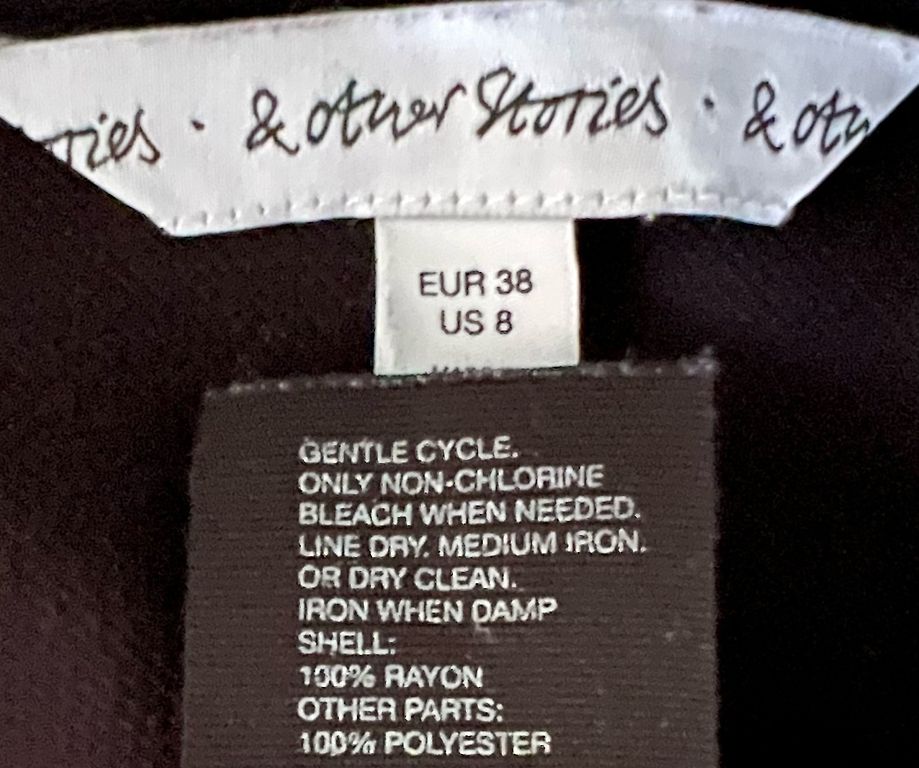 ries · & other Stories · & oth
EUR 38
US 8
GENTLE CYCLE.
ONLY NON-CHLORINE
BLEACH WHEN NEEDED.
LINE DRY. MEDIUM IRON.
OR DRY CLEAN.
IRON WHEN DAMP
SHELL:
100% RAYON
OTHER PARTS:
100% POLYESTER